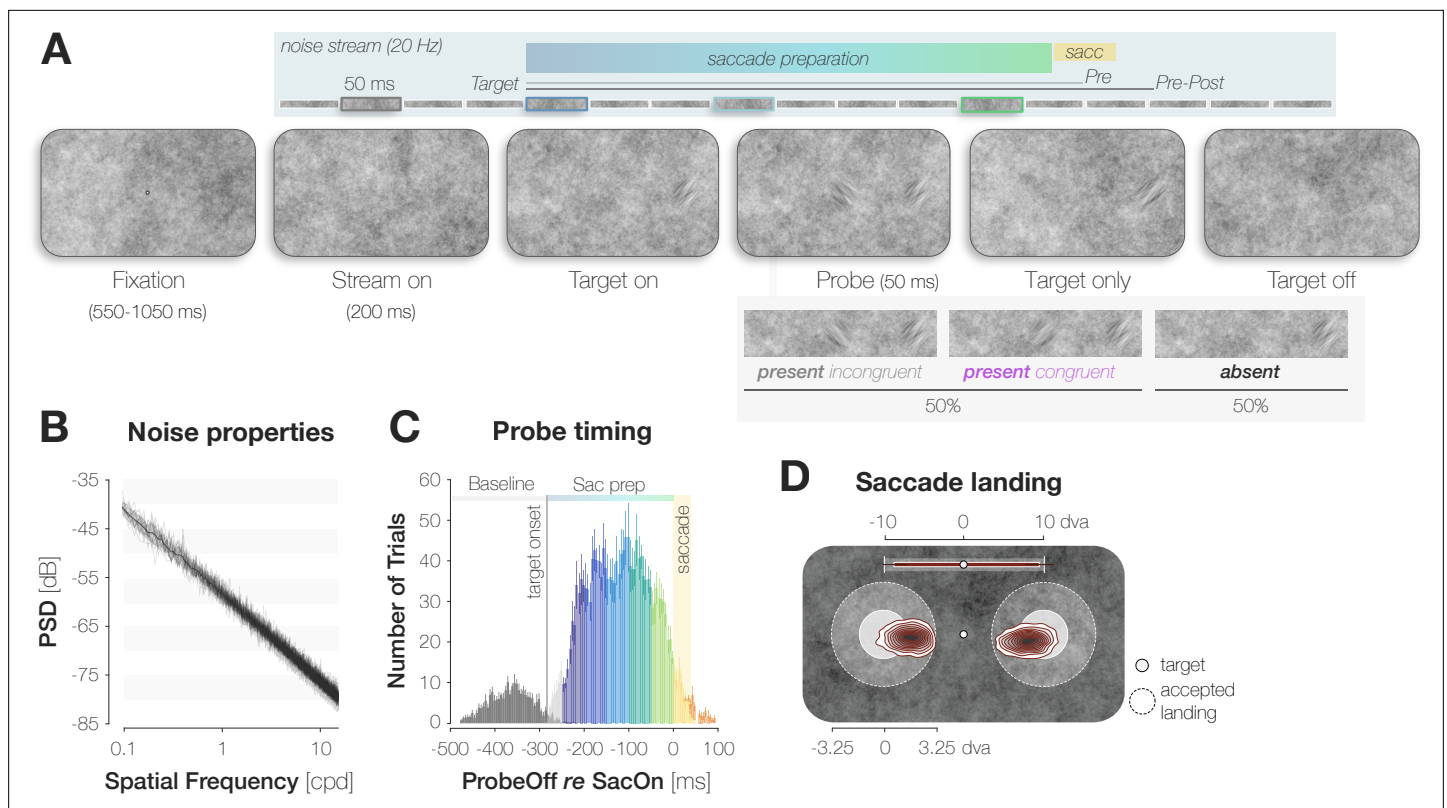 A
noise stream (20 Hz)
saccade preparation
sacc
50 ms
Target
Pre
Pre-Post
Fixation
(550-1050 ms)
Stream on
(200 ms)
Target on
Probe (50 ms)
Target only
Target off
present incongruent
present congruent
absent
50%
50%
B
Noise properties
-35
-45
-55
-65
-75
-85
PSD [dB]
0.1
1
10
Spatial Frequency [cpd]
C
Probe timing
60
50
40
30
20
10
0
Number of Trials
Baseline
Sac prep
target onset
saccade
-500
-400
-300
-200
-100
0
100
ProbeOff re SacOn [ms]
D
Saccade landing
-10
0
10 dva
target
accepted
landing
-3.25
0
3.25 dva